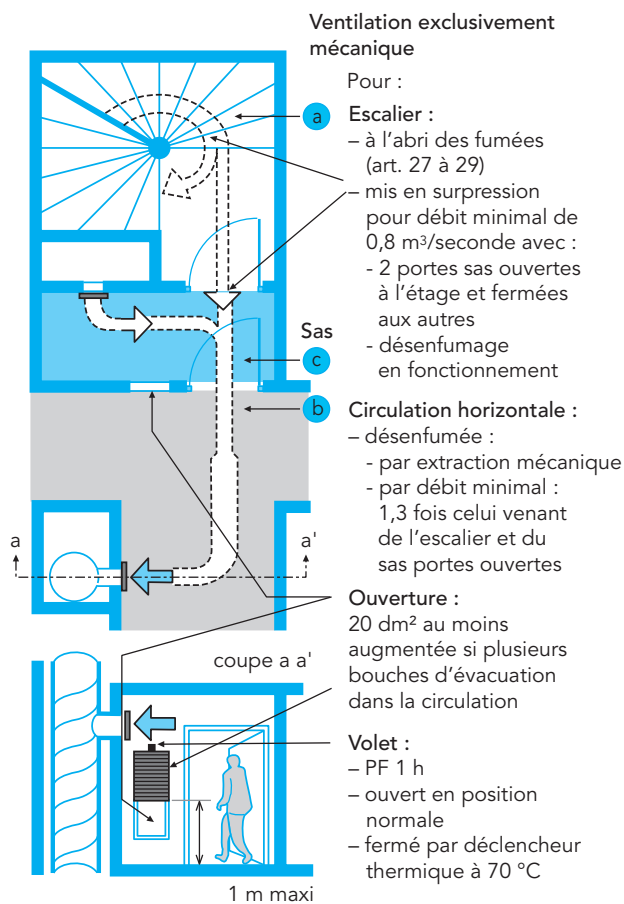 Ventilation exclusivement
mécanique
Pour :
a
Escalier :
– à l'abri des fumées
(art. 27 à 29)
– mis en surpression
pour débit minimal de
0,8 m³/seconde avec :
- 2 portes sas ouvertes
à l'étage et fermées
aux autres
- désenfumage
en fonctionnement
Sas
c
b
Circulation horizontale :
– désenfumée :
- par extraction mécanique
- par débit minimal :
1,3 fois celui venant
de l'escalier et du
sas portes ouvertes
a
a'
Ouverture :
20 dm² au moins
augmentée si plusieurs
bouches d'évacuation
dans la circulation
coupe a a'
Volet :
– PF 1 h
– ouvert en position
normale
– fermé par déclencheur
thermique à 70 °C
1 m maxi